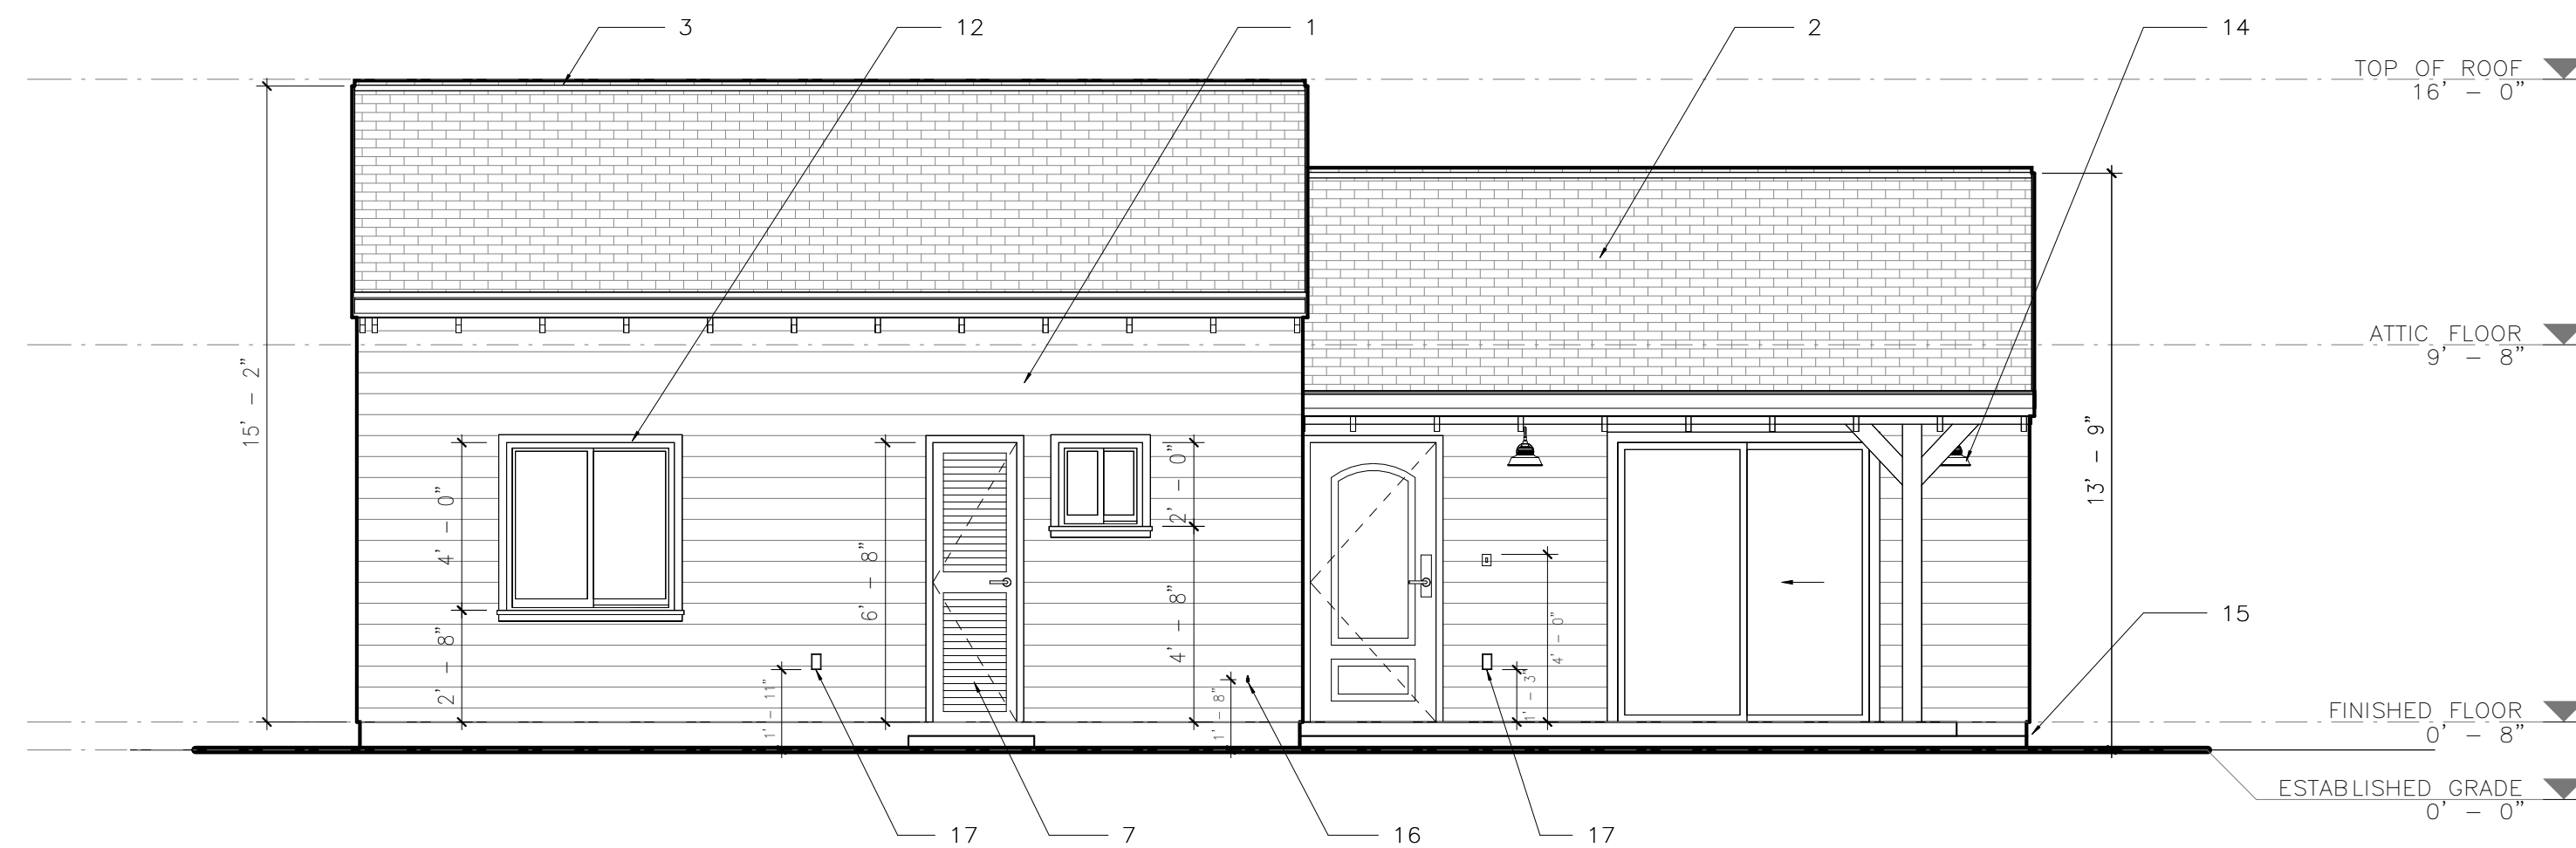 3
12
1
2
14
TOP OF ROOF
16' - 0"
15' - 2"
ATTIC FLOOR
9' - 8"
13' - 9"
4' - 0"
2' - 8"
6' - 8"
2' - 0"
4' - 8"
1' - 11"
1' - 8"
4' - 0"
1' - 3"
15
FINISHED FLOOR
0' - 8"
ESTABLISHED GRADE
0' - 0"
17
7
16
17